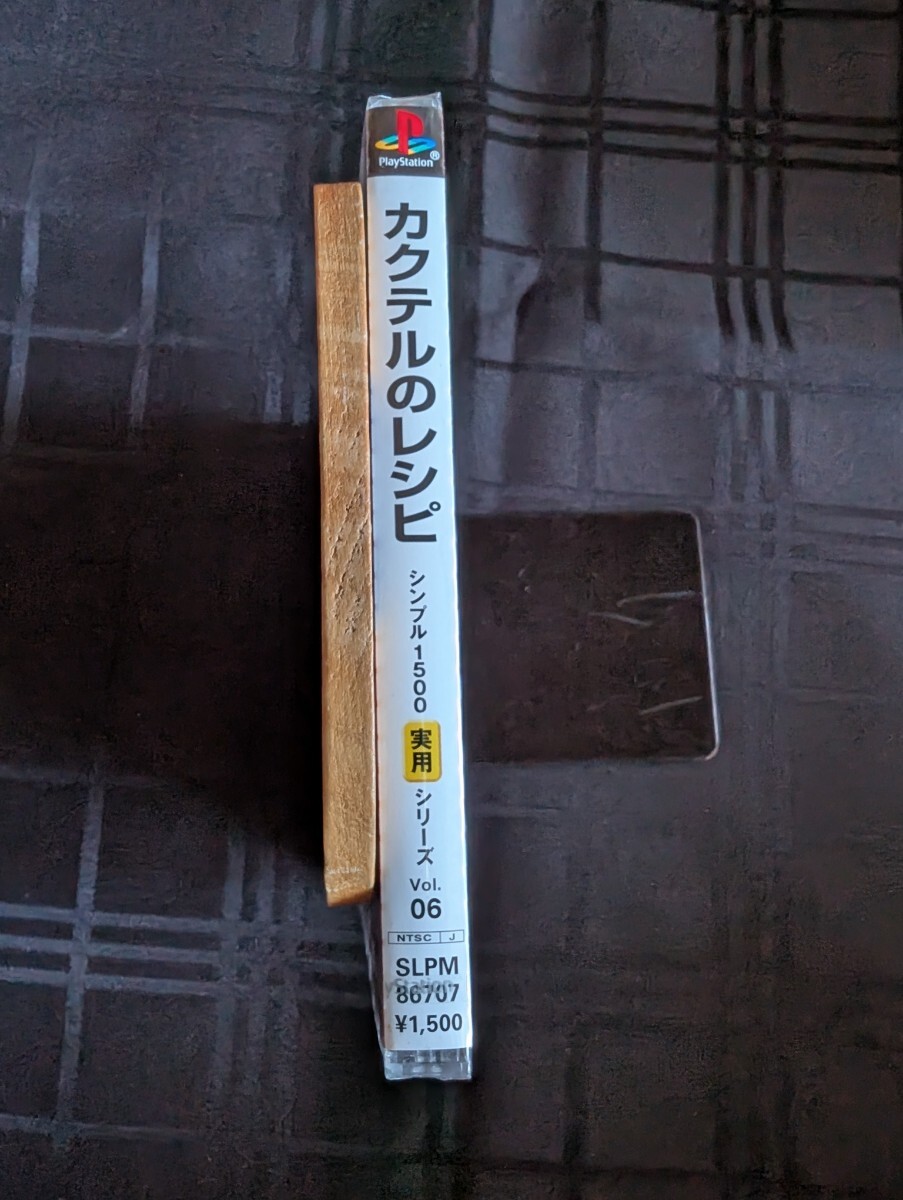 PlayStation®
カクテルのレシピ
シンプル1500
実用
シリーズ
Vol.
06
NTSC J
SLPM
86707
¥1,500